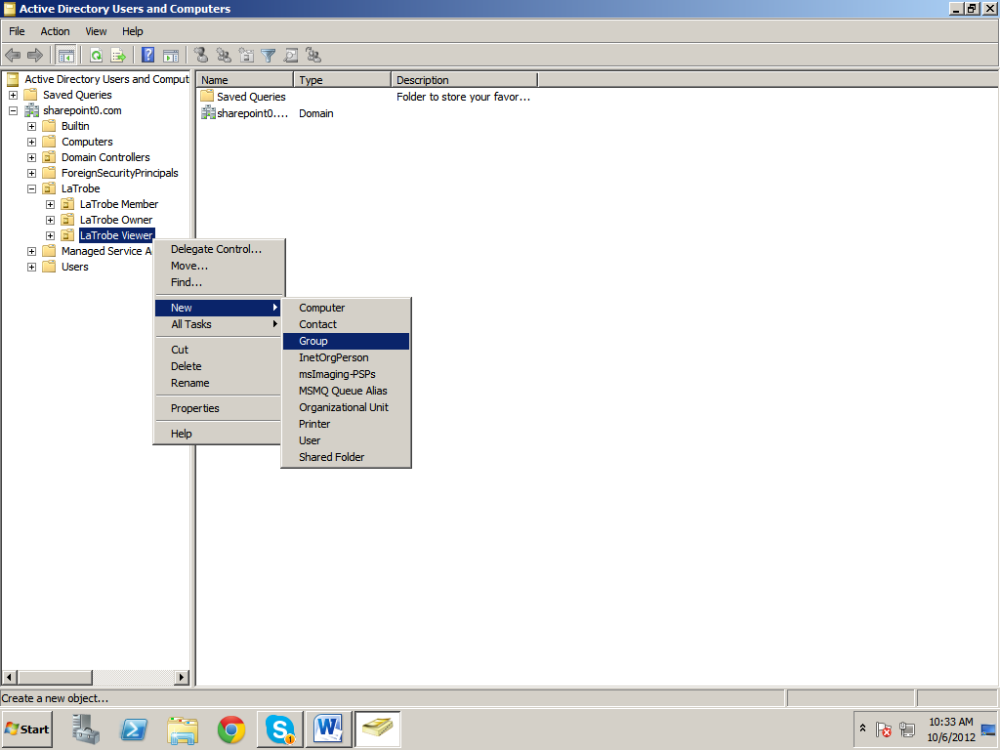 Active Directory Users and Computers
File Action View Help
Active Directory Users and Comput
Saved Queries
sharepoint0.com
Builtin
Computers
Domain Controllers
ForeignSecurityPrincipals
LaTrobe
LaTrobe Member
LaTrobe Owner
LaTrobe Viewer
Managed Service A
Users
Name Type Description
Saved Queries Folder to store your favor...
sharepoint0.... Domain
Delegate Control...
Move...
Find...
New
All Tasks
Cut
Delete
Rename
Properties
Help
Computer
Contact
Group
InetOrgPerson
msImaging-PSPs
MSMQ Queue Alias
Organizational Unit
Printer
User
Shared Folder
Create a new object...
Start
1
10:33 AM
10/6/2012